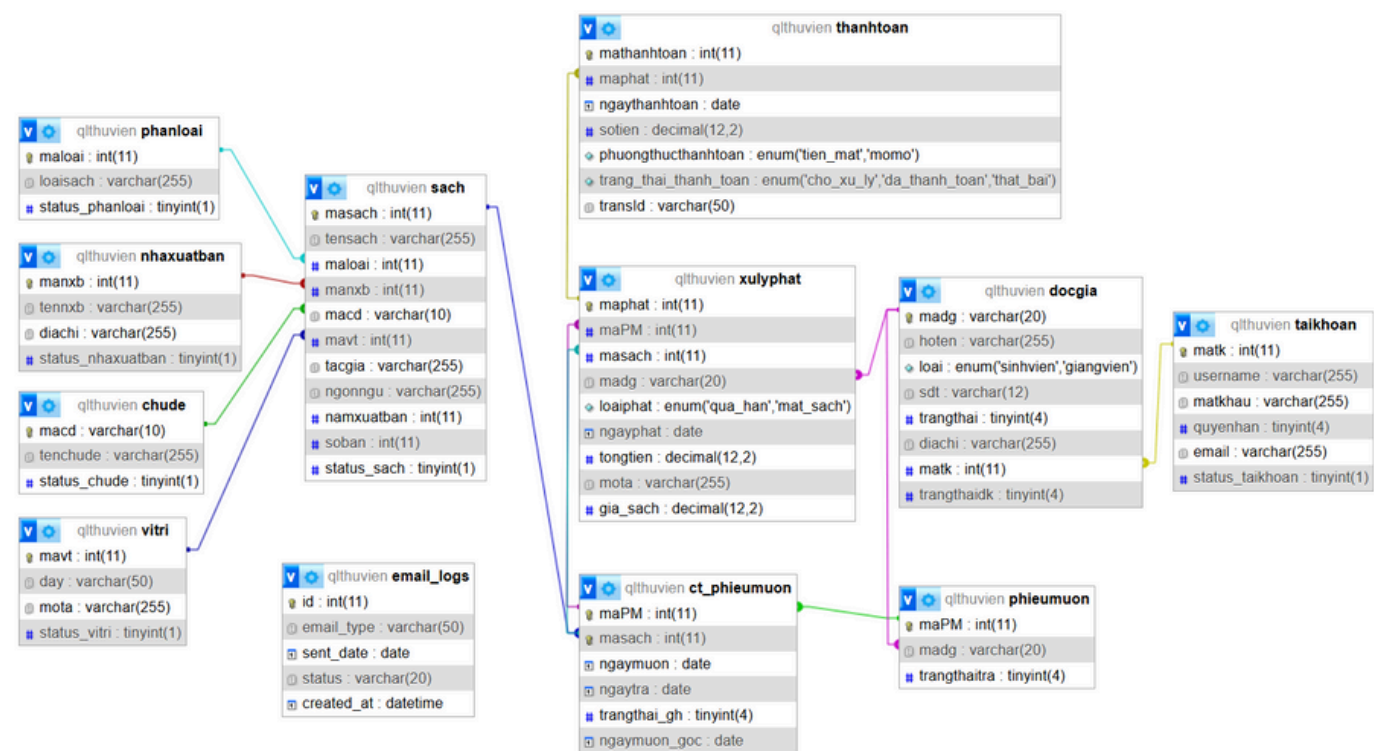 qlthuvien phanloai
maloai : int(11)
loaisach : varchar(255)
status_phanloai : tinyint(1)
qlthuvien nhaxuatban
manxb : int(11)
tennxb : varchar(255)
diachi : varchar(255)
status_nhaxuatban : tinyint(1)
qlthuvien chude
macd : varchar(10)
tenchude : varchar(255)
status_chude : tinyint(1)
qlthuvien vitri
mavt : int(11)
day : varchar(50)
mota : varchar(255)
status_vitri : tinyint(1)
qlthuvien sach
masach : int(11)
tensach : varchar(255)
maloai : int(11)
manxb : int(11)
macd : varchar(10)
mavt : int(11)
tacgia : varchar(255)
ngonngu : varchar(255)
namxuatban : int(11)
soban : int(11)
status_sach : tinyint(1)
qlthuvien email_logs
id : int(11)
email_type : varchar(50)
sent_date : date
status : varchar(20)
created_at : datetime
qlthuvien thanhtoan
mathanhtoan : int(11)
maphat : int(11)
ngaythanhtoan : date
sotien : decimal(12,2)
phuongthucthanhtoan : enum('tien_mat','momo')
trang_thai_thanh_toan : enum('cho_xu_ly','da_thanh_toan','that_bai')
transId : varchar(50)
qlthuvien xulyphat
maphat : int(11)
maPM : int(11)
masach : int(11)
madg : varchar(20)
loaiphat : enum('qua_han','mat_sach')
ngayphat : date
tongtien : decimal(12,2)
mota : varchar(255)
gia_sach : decimal(12,2)
qlthuvien ct_phieumuon
maPM : int(11)
masach : int(11)
ngaymuon : date
ngaytra : date
trangthai_gh : tinyint(4)
ngaymuon_goc : date
qlthuvien docgia
madg : varchar(20)
hoten : varchar(255)
loai : enum('sinhvien','giangvien')
sdt : varchar(12)
trangthai : tinyint(4)
diachi : varchar(255)
matk : int(11)
trangthaidk : tinyint(4)
qlthuvien phieumuon
maPM : int(11)
madg : varchar(20)
trangthaitra : tinyint(4)
qlthuvien taikhoan
matk : int(11)
username : varchar(255)
matkhau : varchar(255)
quyenhan : tinyint(4)
email : varchar(255)
status_taikhoan : tinyint(1)